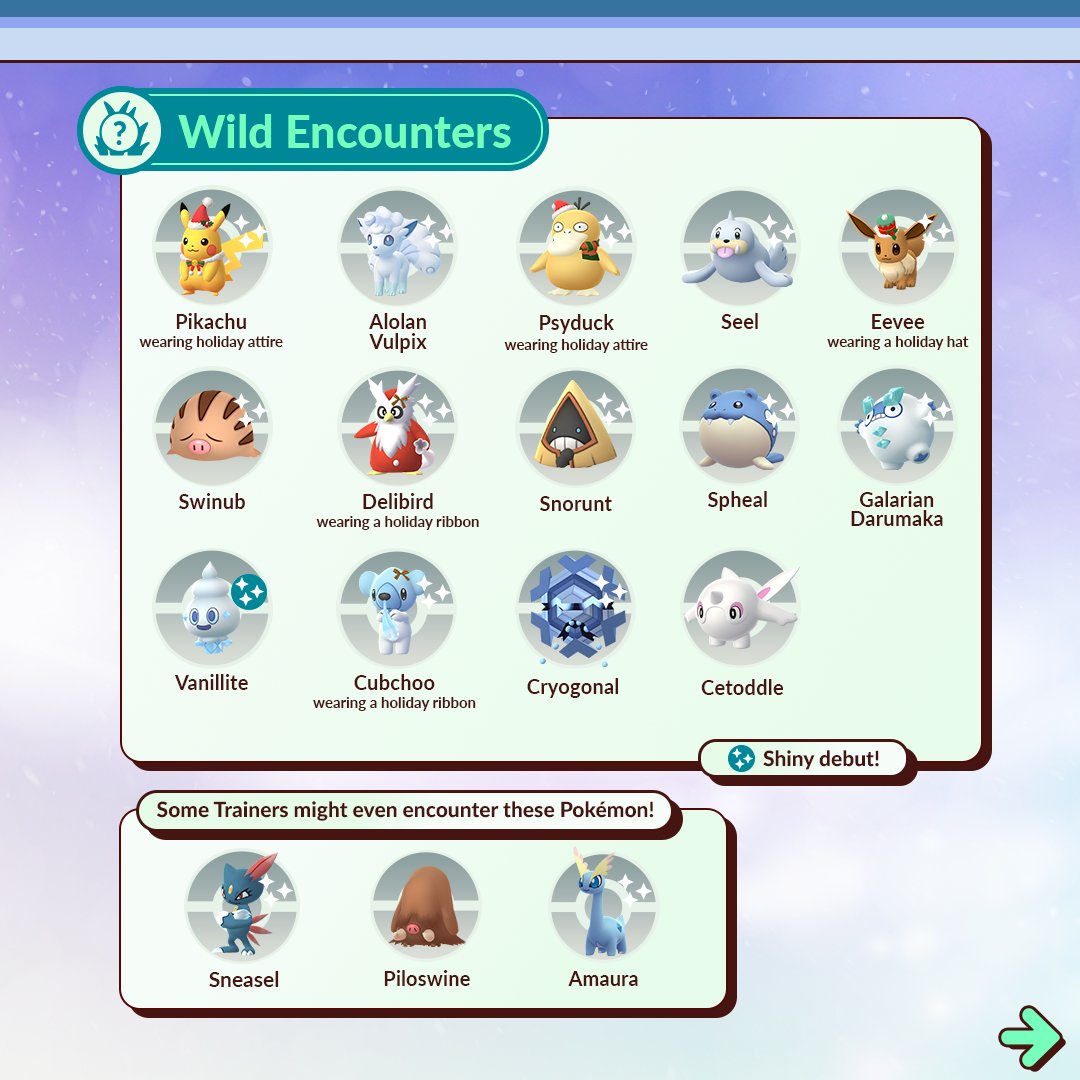 ?
Wild Encounters
Pikachu
wearing holiday attire
Alolan
Vulpix
Psyduck
wearing holiday attire
Seel
Eevee
wearing a holiday hat
Swinub
Delibird
wearing a holiday ribbon
Snorunt
Spheal
Galarian
Darumaka
Vanillite
Cubchoo
wearing a holiday ribbon
Cryogonal
Cetoddle
Shiny debut!
Some Trainers might even encounter these Pokémon!
Sneasel
Piloswine
Amaura